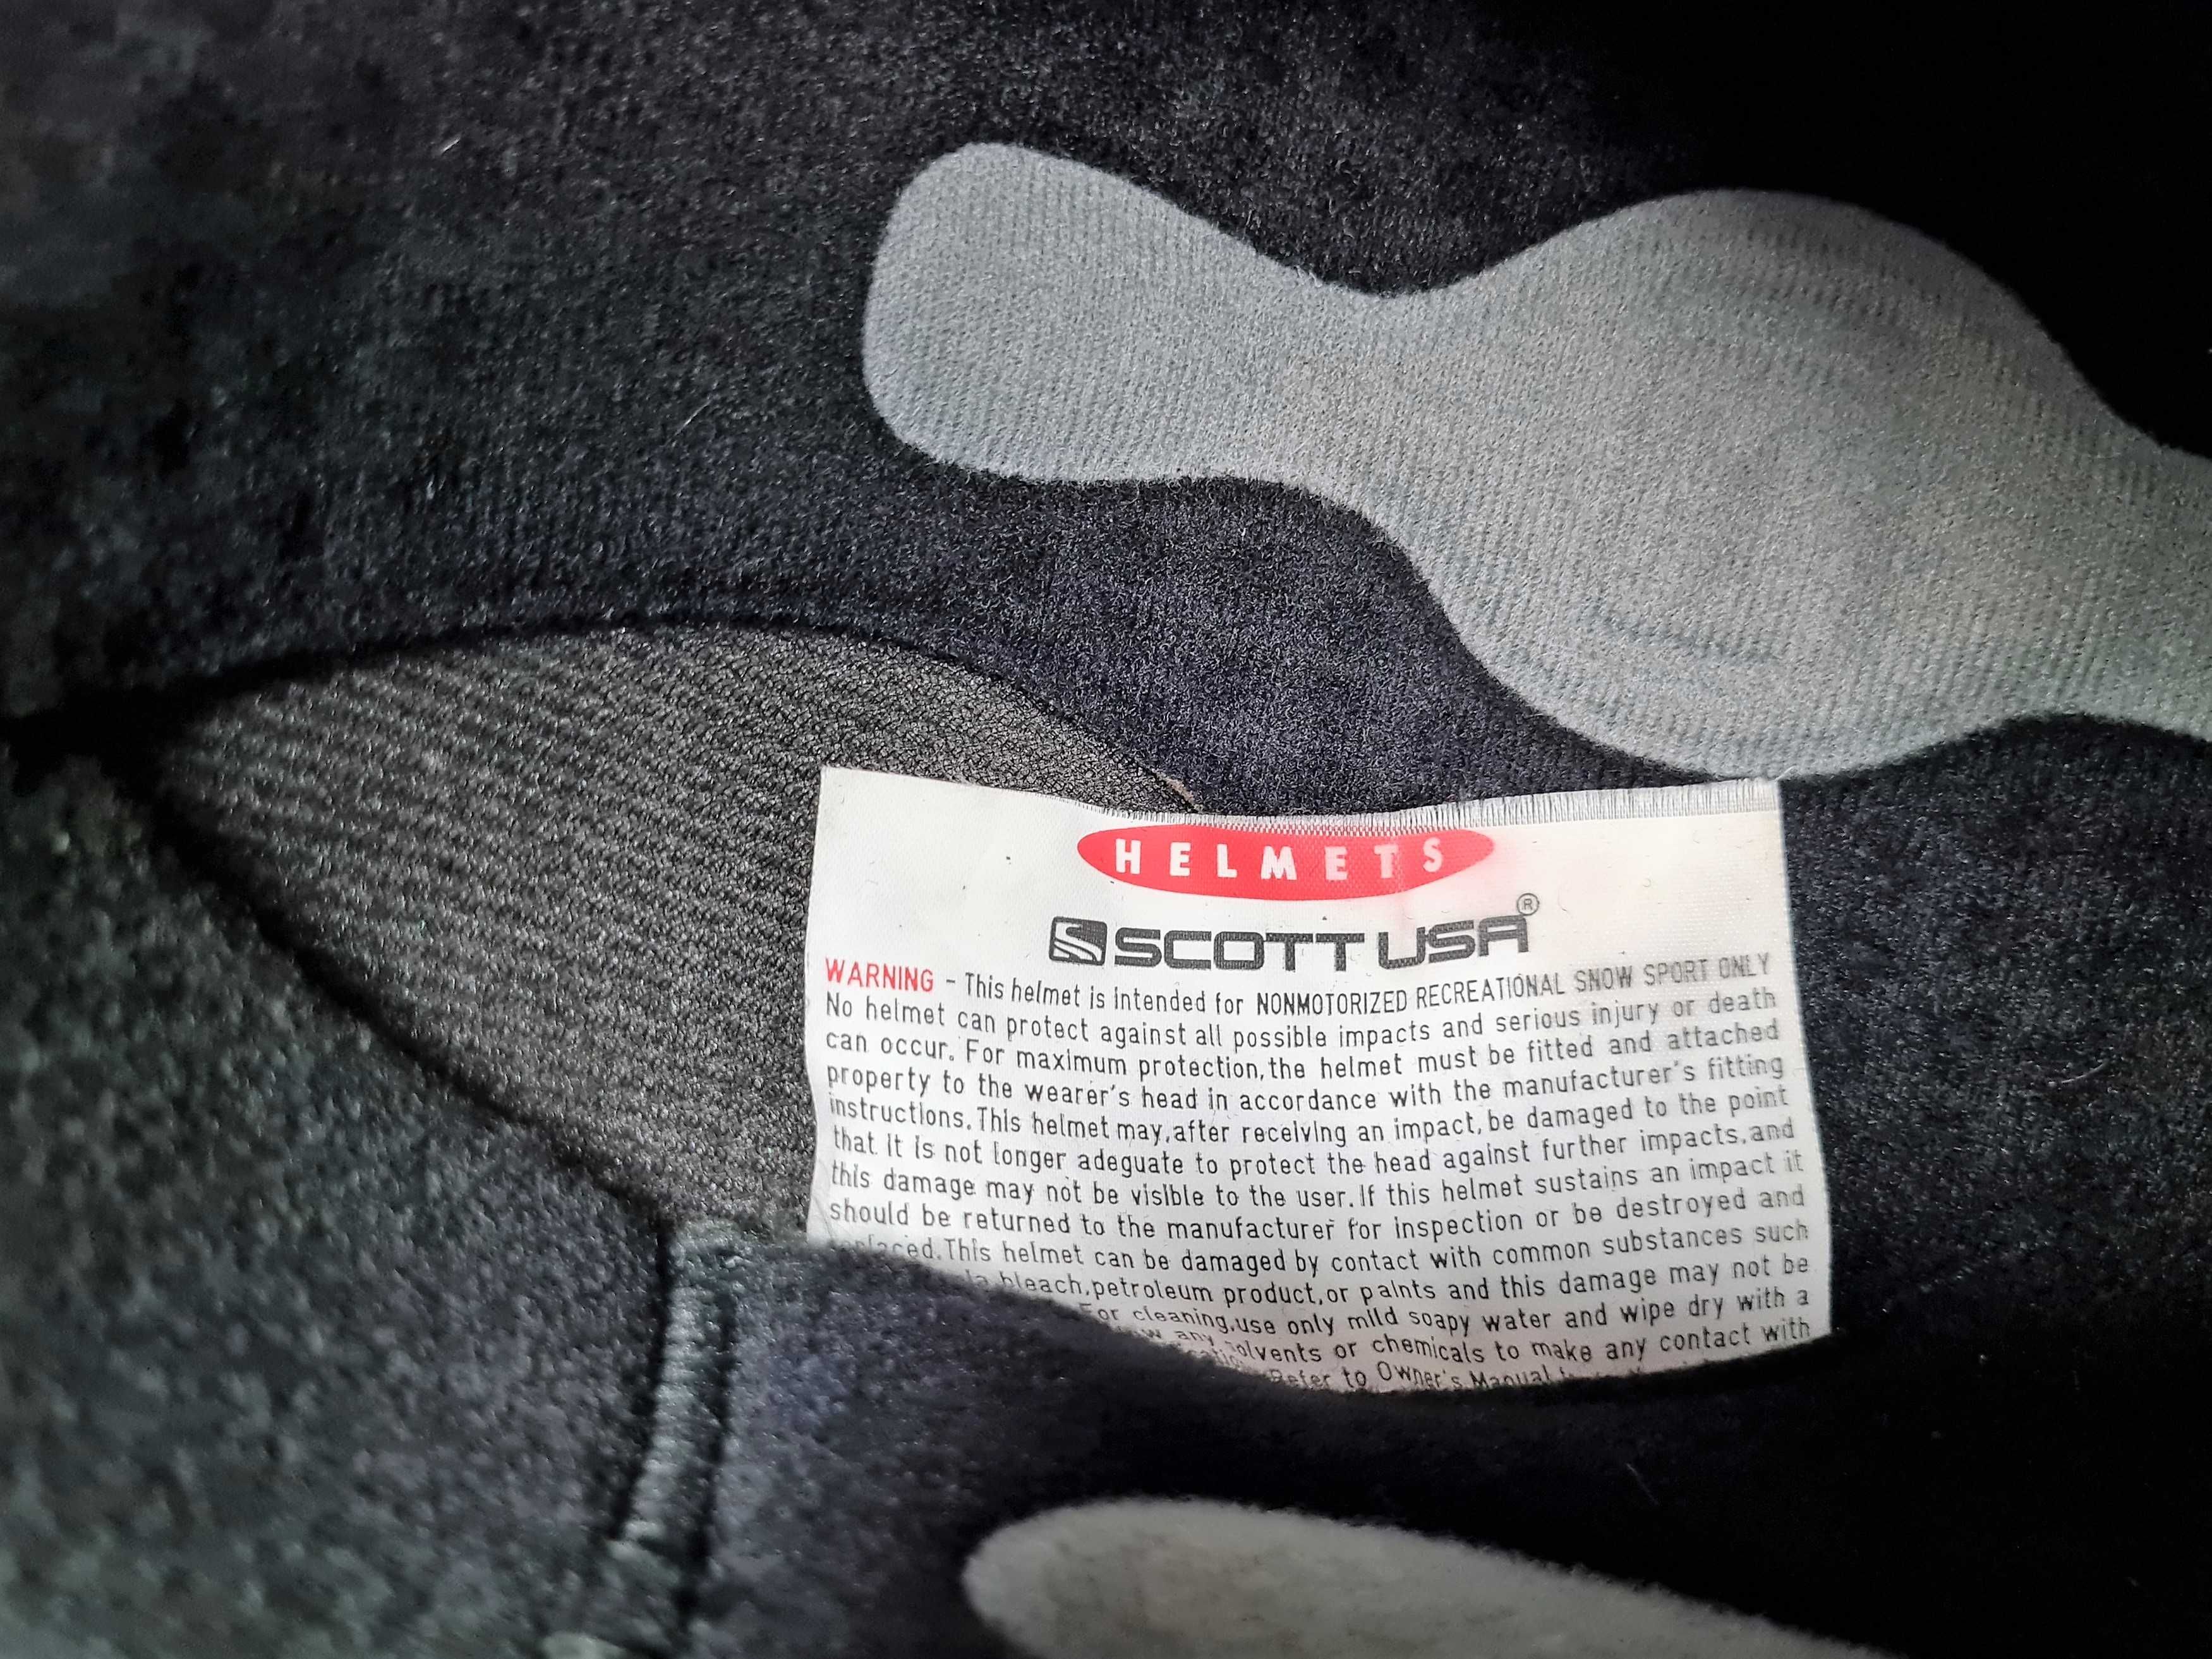 HELMETS
SCOTT USA®
WARNING - This helmet is intended for NONMOTORIZED RECREATIONAL SNOW SPORT ONLY
No helmet can protect against all possible impacts and serious injury or death
can occur. For maximum protection, the helmet must be fitted and attached
property to the wearer's head in accordance with the manufacturer's fitting
instructions. This helmet may, after receiving an impact, be damaged to the point
that it is not longer adeguate to protect the head against further impacts, and
this damage may not be visible to the user. If this helmet sustains an impact it
should be returned to the manufacturer for inspection or be destroyed and
This helmet can be damaged by contact with common substances such
bleach, petroleum product, or paints and this damage may not be
For cleaning, use only mild soapy water and wipe dry with a
any solvents or chemicals to make any contact with
Refer to Owner's Manual